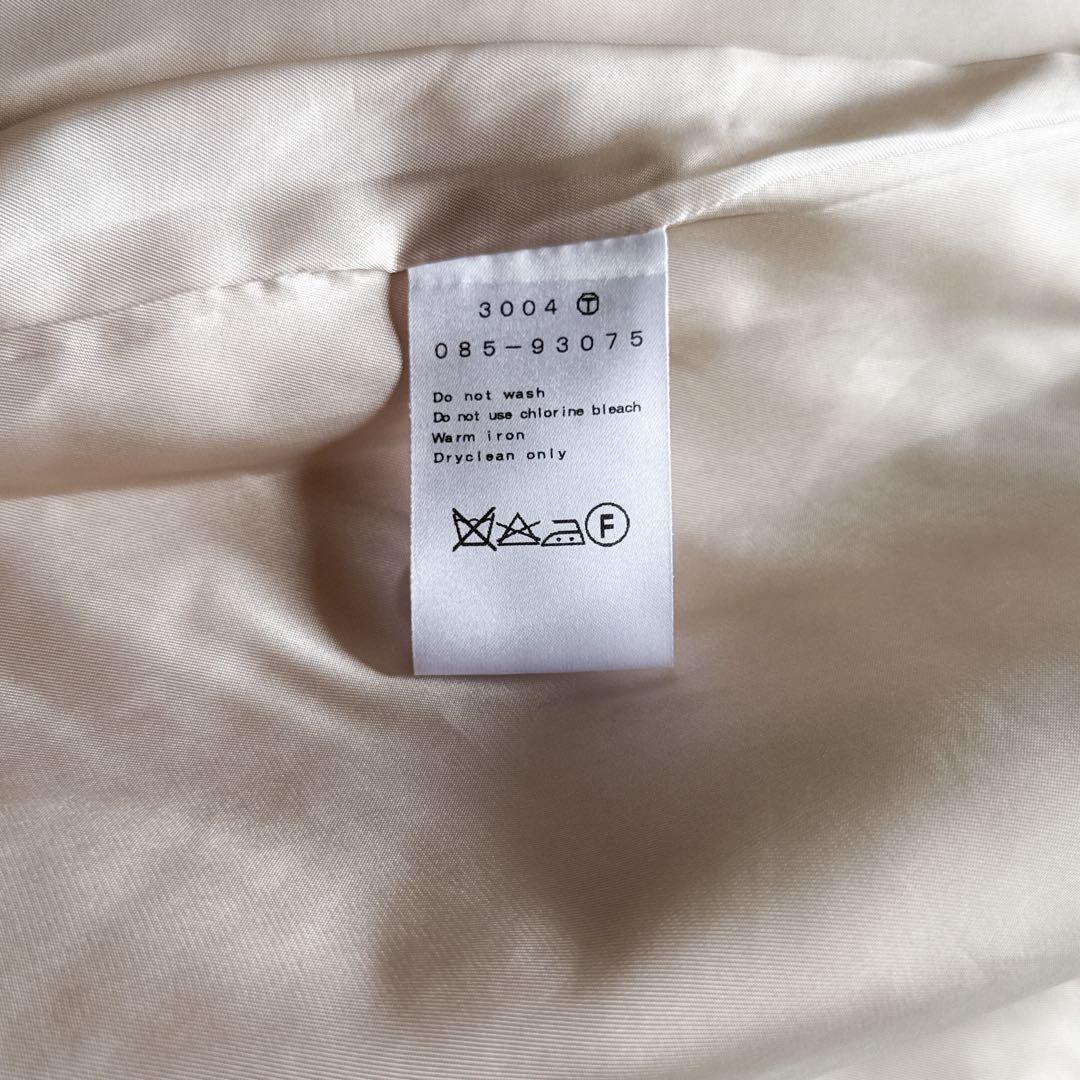 3004 Ⓣ
085-93075
Do not wash
Do not use chlorine bleach
Warm iron
Dryclean only
F